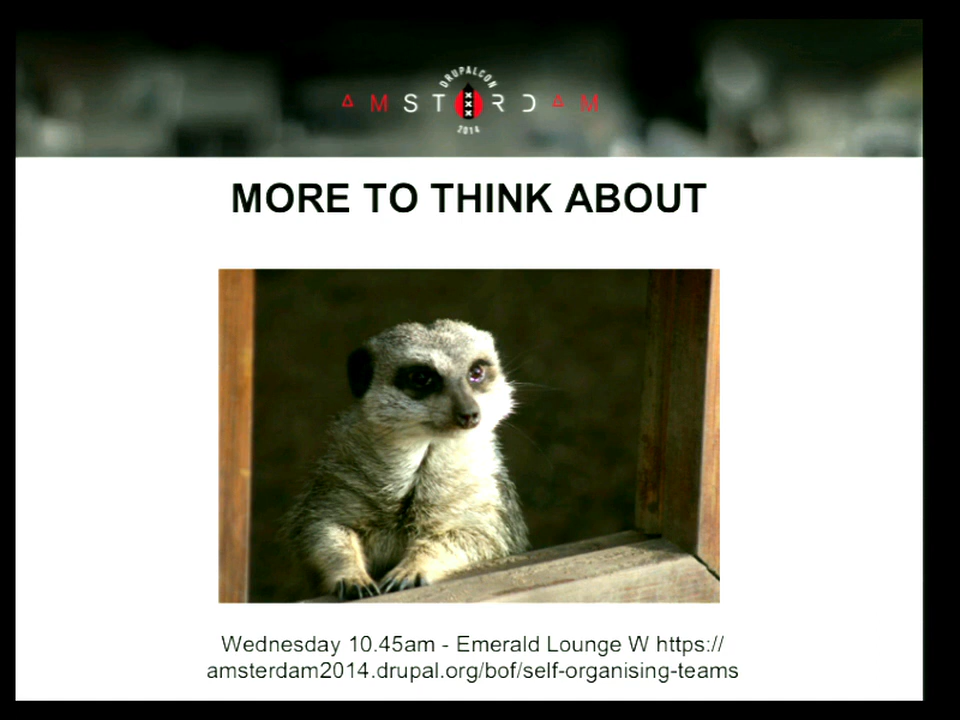 DRUPALCON
AMSTERDAM
2014
MORE TO THINK ABOUT
Wednesday 10.45am - Emerald Lounge W https://
amsterdam2014.drupal.org/bof/self-organising-teams